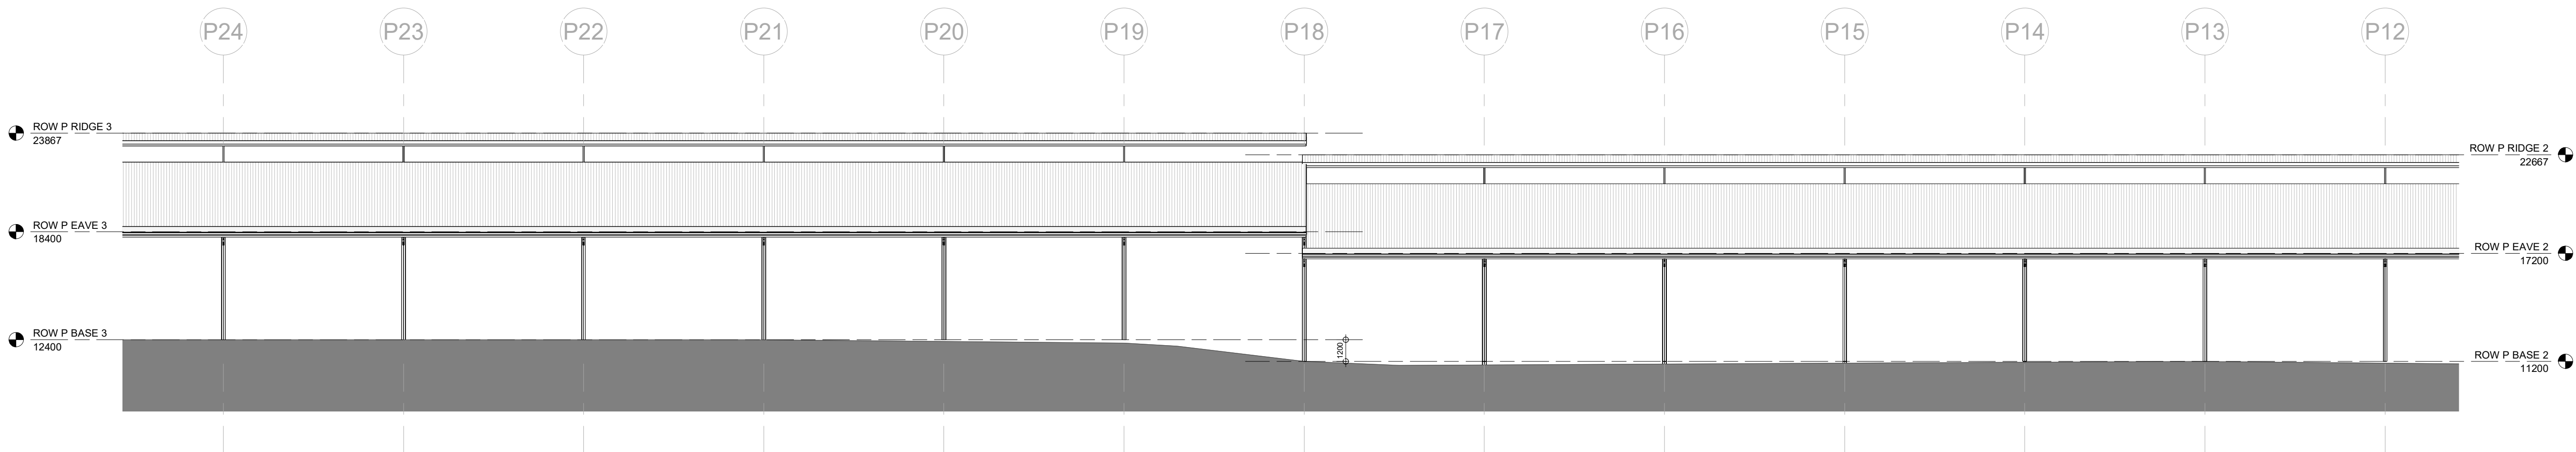 P24 P23 P22 P21 P20 P19 P18 P17 P16 P15 P14 P13 P12
ROW P RIDGE 3
23867
ROW P RIDGE 2
22667
ROW P EAVE 3
18400
ROW P EAVE 2
17200
ROW P BASE 3
12400
1200
ROW P BASE 2
11200